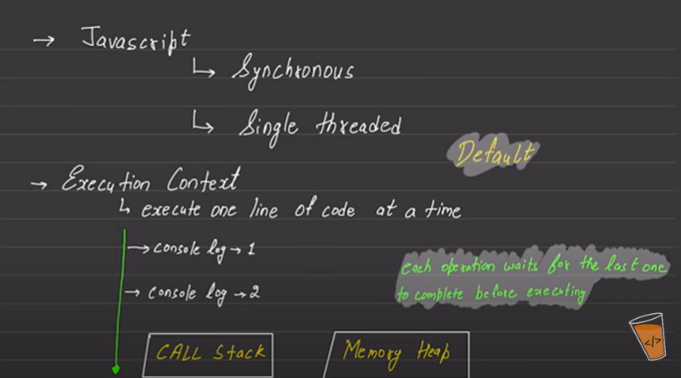 → Javascript
↳ Synchronous
↳ Single threaded
Default
→ Execution Context
↳ execute one line of code at a time
→ console log → 1
→ console log → 2
Each operation waits for the last one
to complete before executing
CALL Stack
Memory Heap
</>